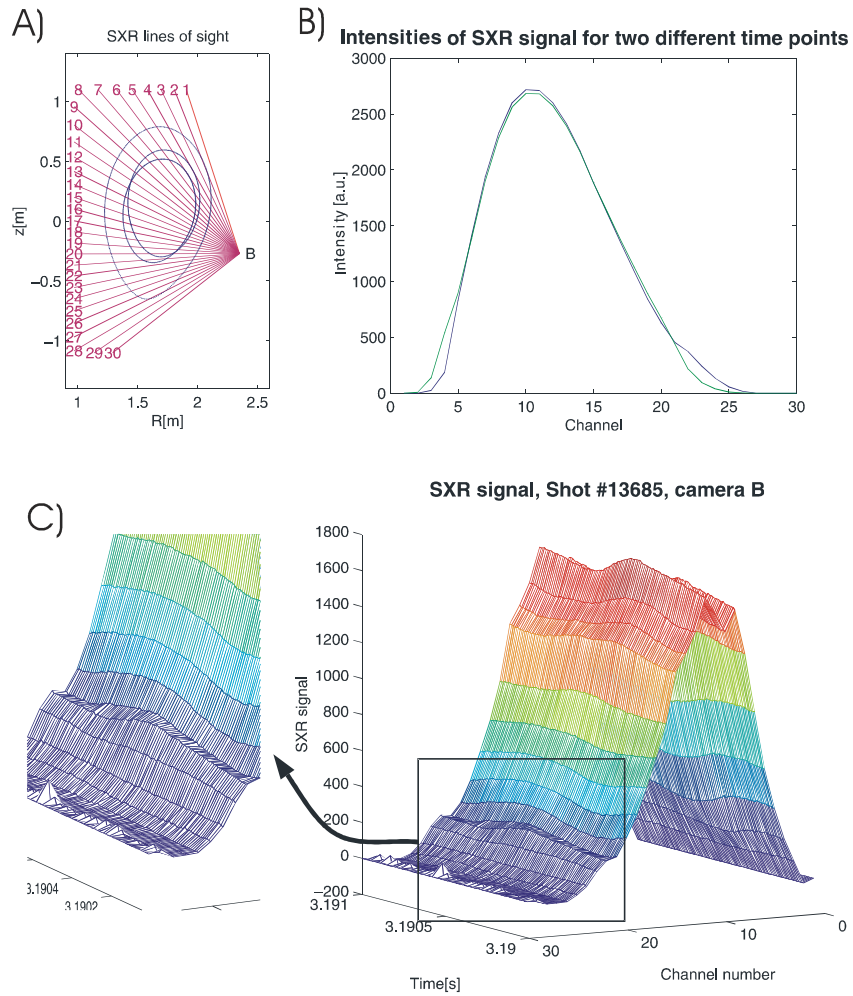 A)
SXR lines of sight
8 7 6 5 4 3 2 1
9
10
11
12
13
14
15
16
17
18
19
20
21
22
23
24
25
26
27
28 29 30
B
1
0.5
0
−0.5
−1
z[m]
1 1.5 2 2.5
R[m]
B)
Intensities of SXR signal for two different time points
3000
2500
2000
1500
1000
500
0
Intensity [a.u.]
0 5 10 15 20 25 30
Channel
C)
3.1904
3.1902
SXR signal, Shot #13685, camera B
1800
1600
1400
1200
1000
800
600
400
200
0
−200
SXR signal
3.191
3.1905
3.19
Time[s]
30
20
10
0
Channel number